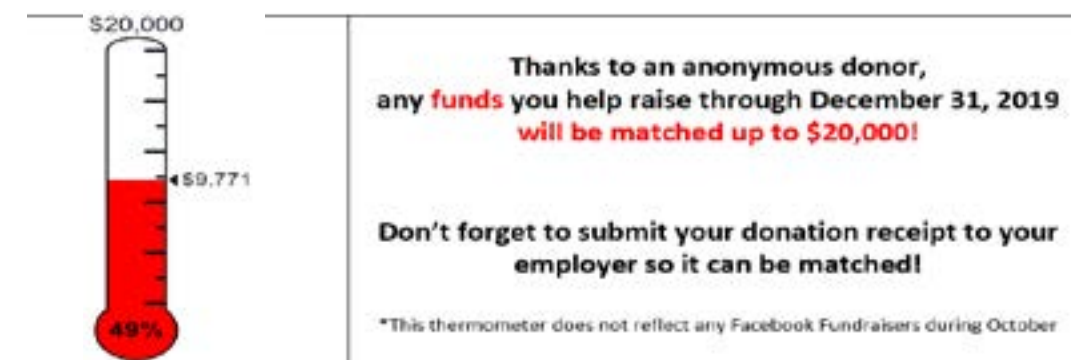 $20,000
$9,771
49%
Thanks to an anonymous donor,
any funds you help raise through December 31, 2019
will be matched up to $20,000!
Don't forget to submit your donation receipt to your
employer so it can be matched!
*This thermometer does not reflect any Facebook Fundraisers during October